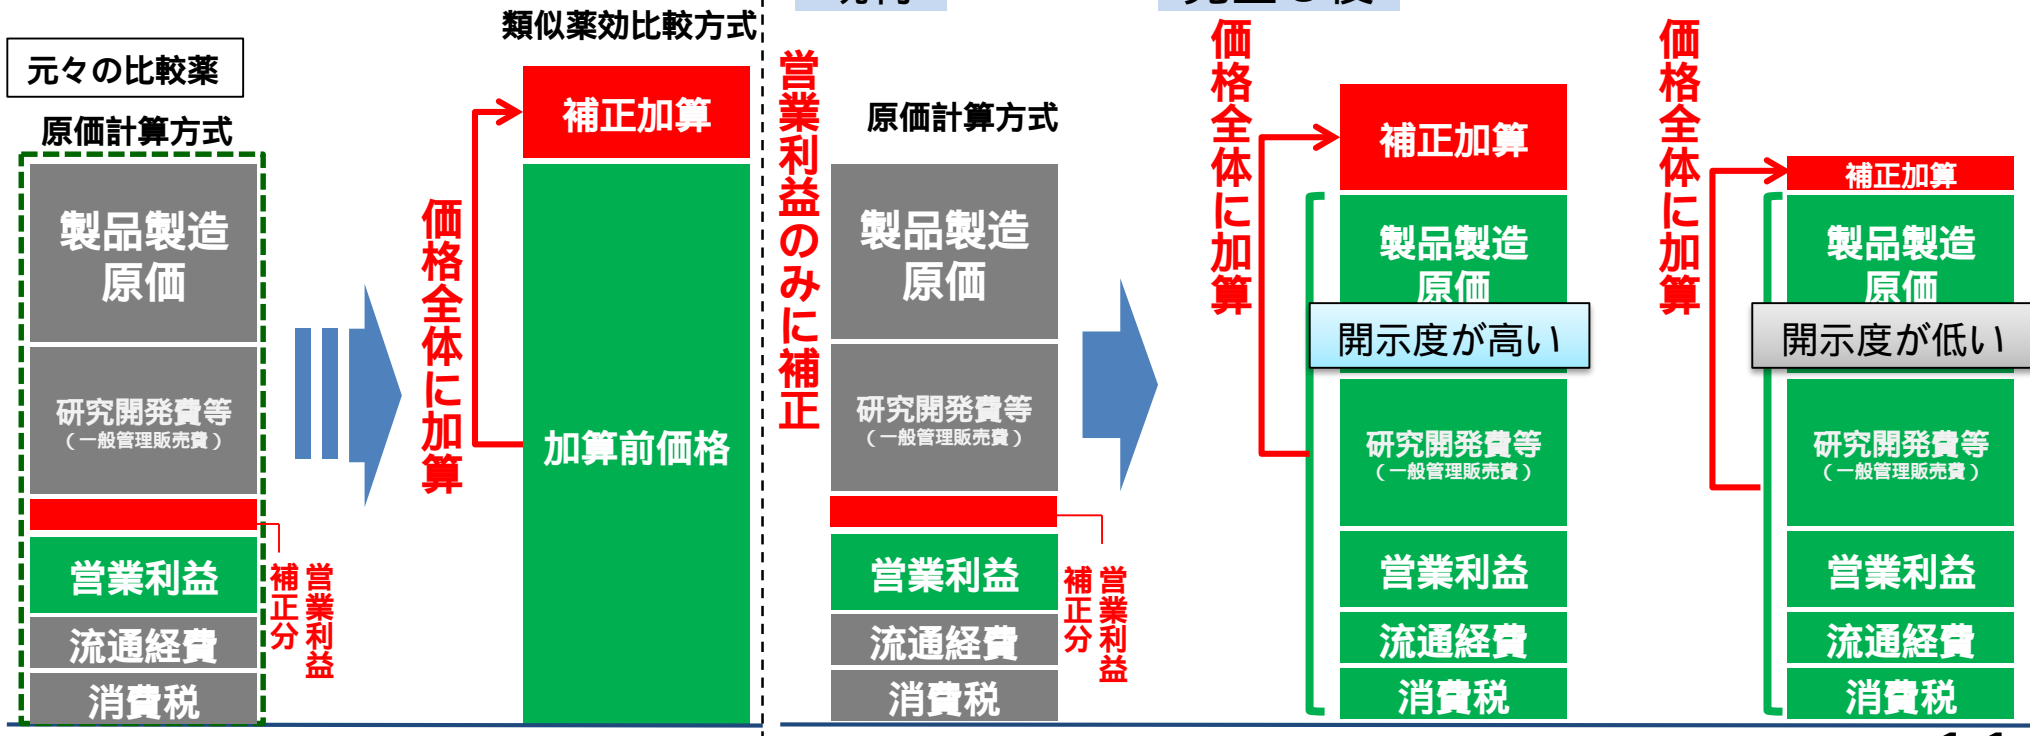 類似薬効比較方式
元々の比較薬
原価計算方式
製品製造
原価
研究開発費等
（一般管理販売費）
営業利益
流通経費
消費税
営業利益
補正分
価格全体に加算
補正加算
加算前価格
営業利益のみに補正
原価計算方式
製品製造
原価
研究開発費等
（一般管理販売費）
営業利益
流通経費
消費税
営業利益
補正分
価格全体に加算
補正加算
製品製造
原価
開示度が高い
研究開発費等
（一般管理販売費）
営業利益
流通経費
消費税
価格全体に加算
補正加算
製品製造
原価
開示度が低い
研究開発費等
（一般管理販売費）
営業利益
流通経費
消費税